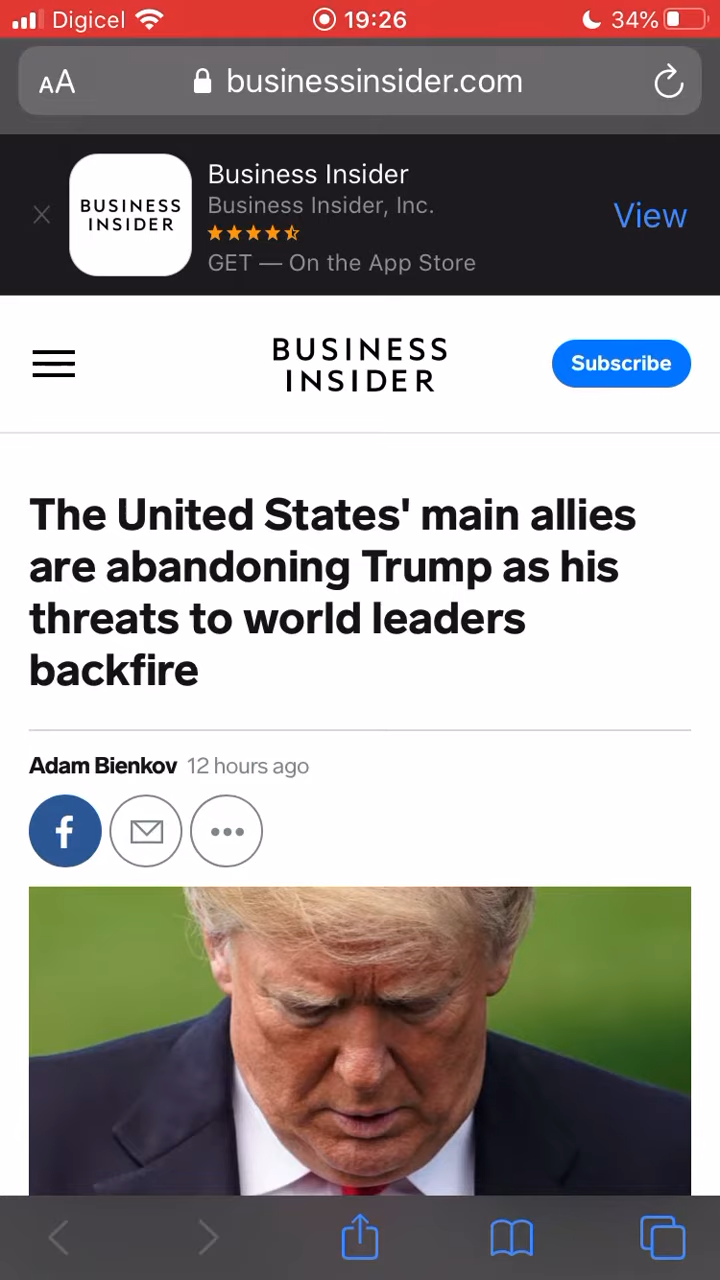 Digicel 19:26 34%
AA businessinsider.com
BUSINESS
INSIDER
Business Insider
Business Insider, Inc.
GET — On the App Store
View
BUSINESS
INSIDER
Subscribe
The United States' main allies
are abandoning Trump as his
threats to world leaders
backfire
Adam Bienkov 12 hours ago
f